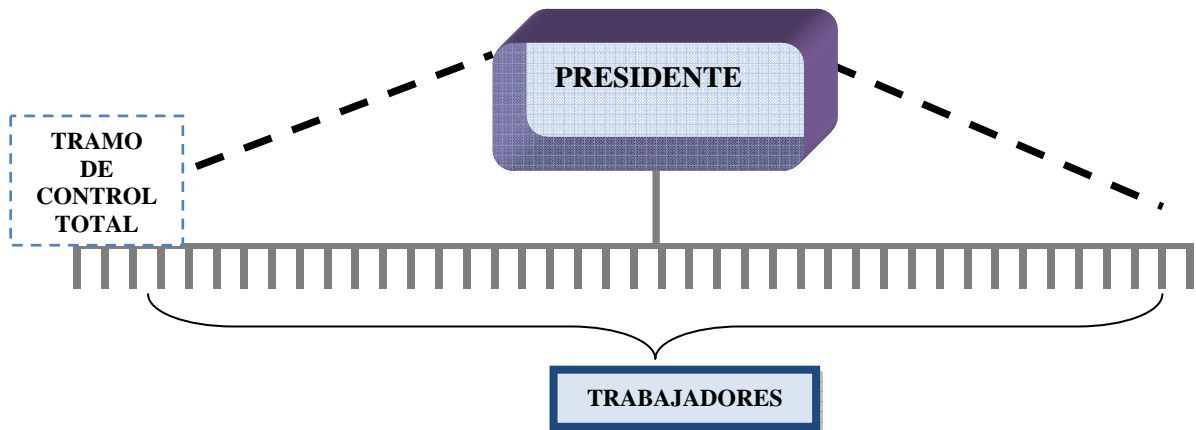 PRESIDENTE
TRAMO
DE
CONTROL
TOTAL
TRABAJADORES